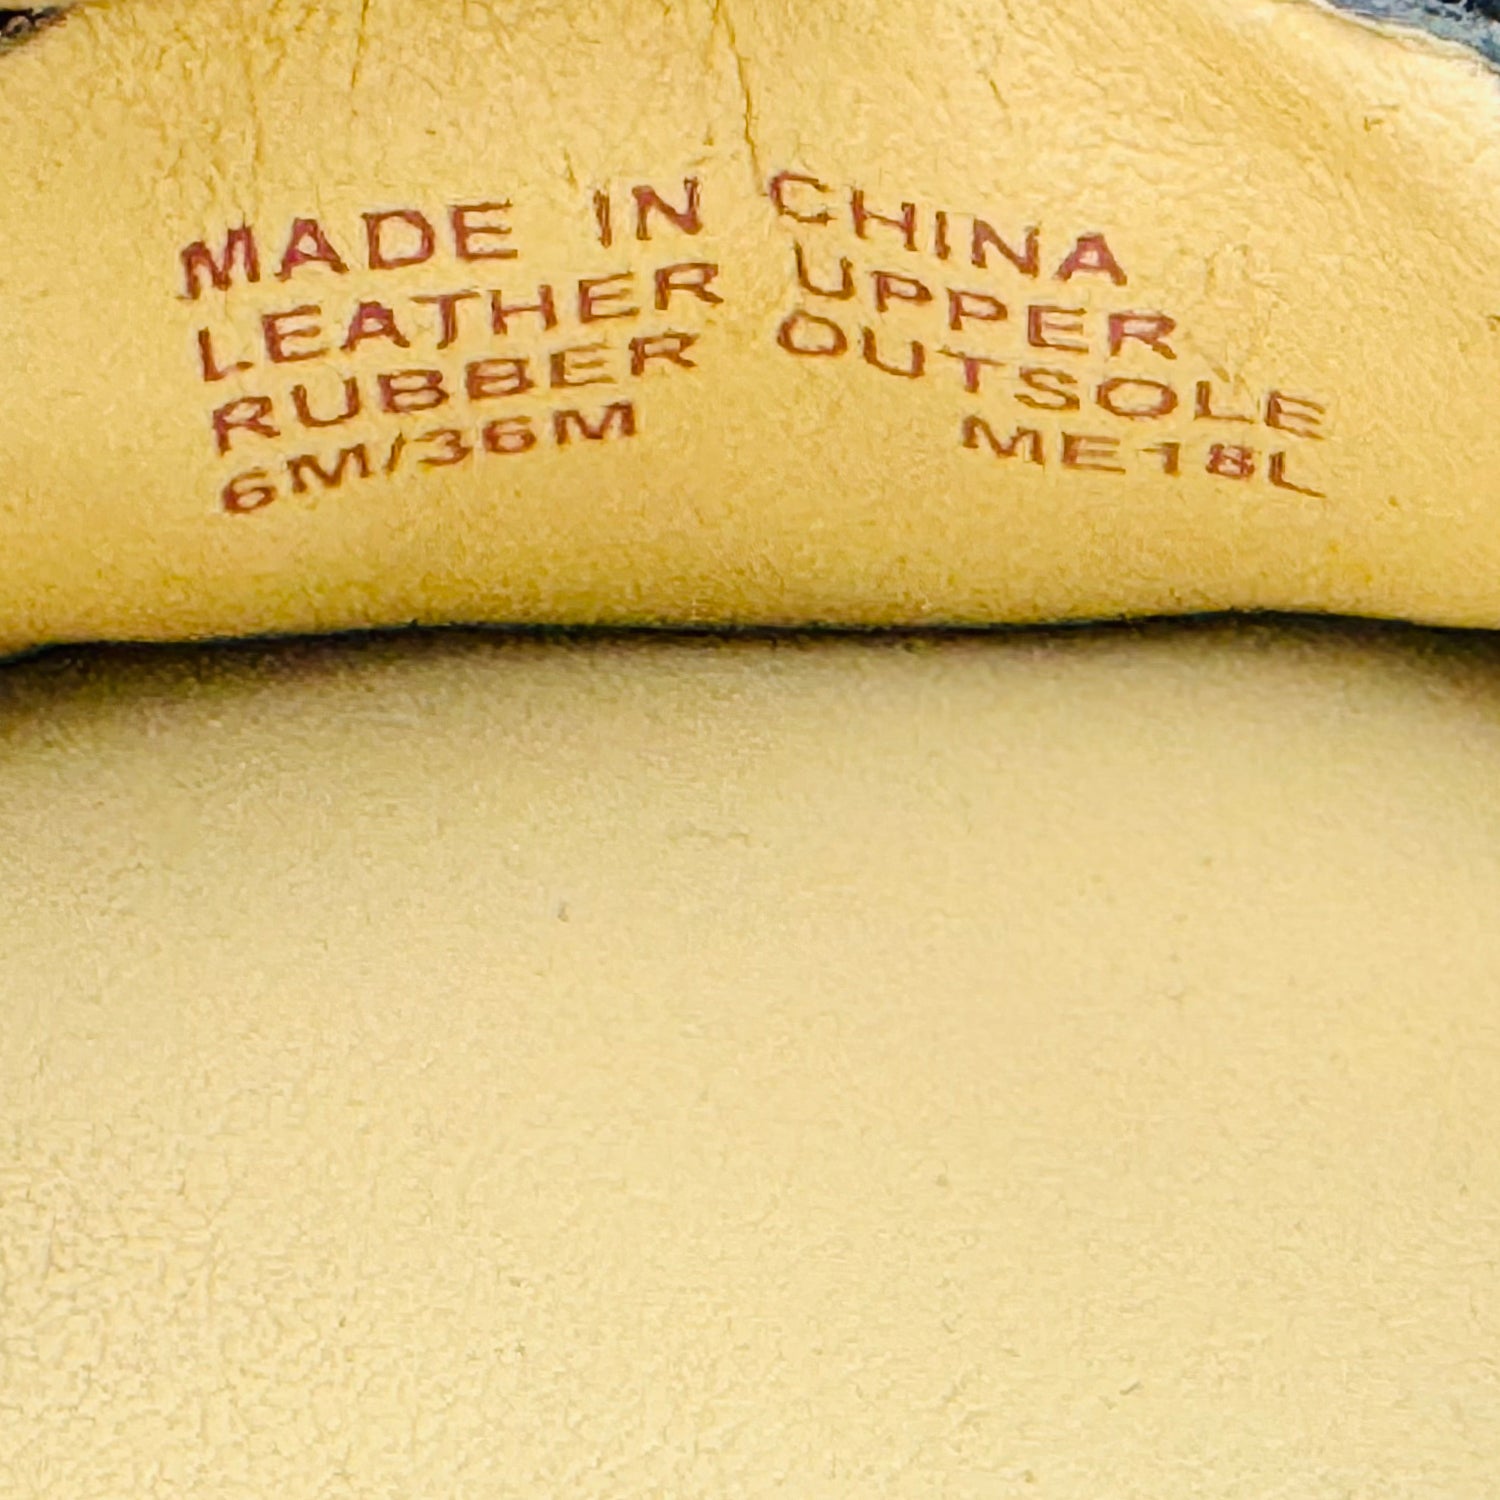 MADE IN CHINA
LEATHER UPPER
RUBBER OUTSOLE
6M/36M ME18L